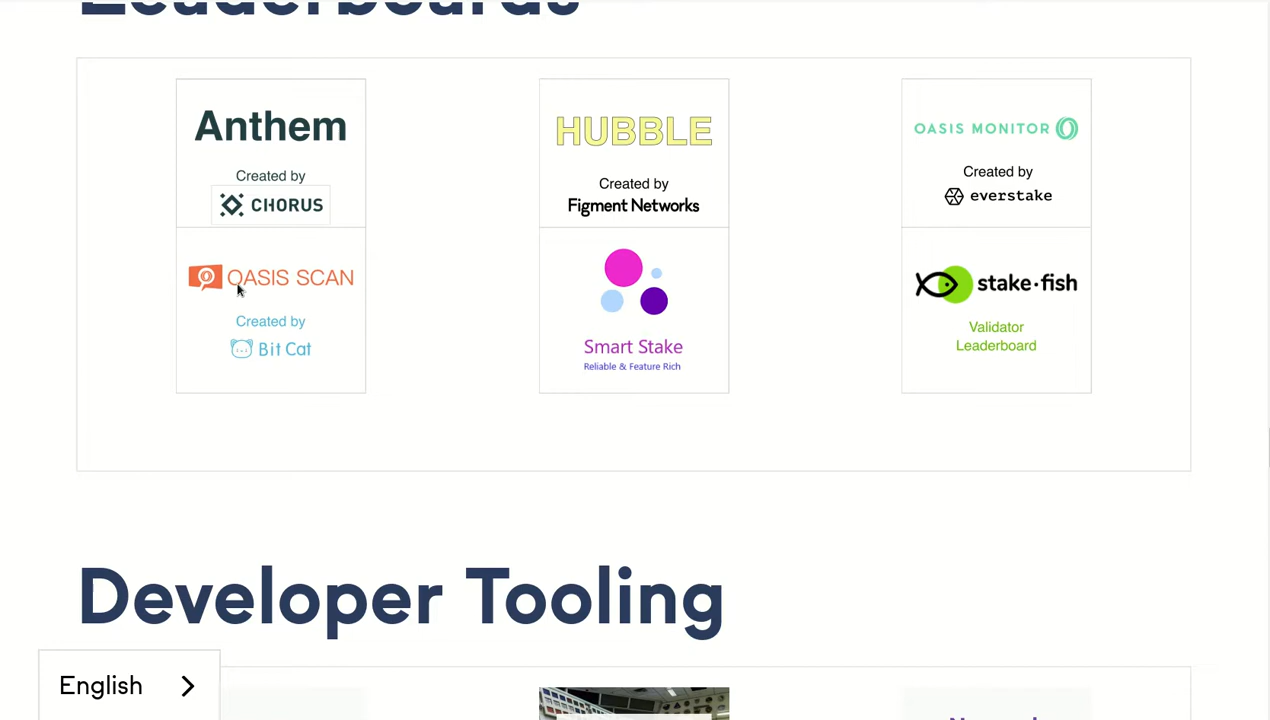 Leaderboards
Anthem
Created by
CHORUS
HUBBLE
Created by
Figment Networks
OASIS MONITOR
Created by
everstake
OASIS SCAN
Created by
Bit Cat
Smart Stake
Reliable & Feature Rich
stake·fish
Validator
Leaderboard
Developer Tooling
English